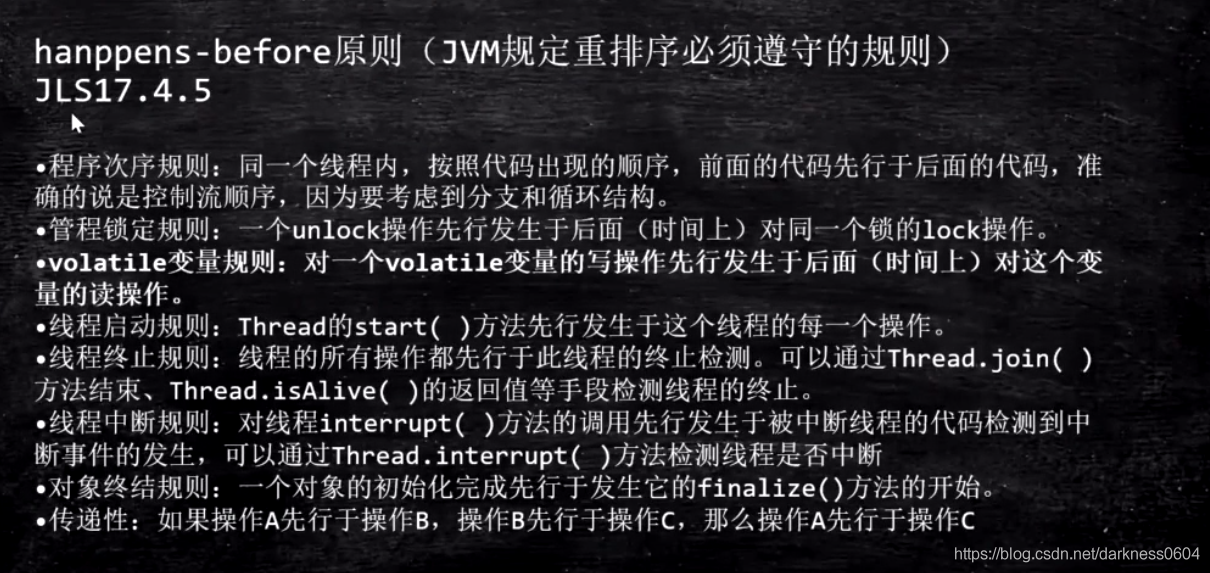 hanppens-before原则（JVM规定重排序必须遵守的规则）
JLS17.4.5
•程序次序规则：同一个线程内，按照代码出现的顺序，前面的代码先行于后面的代码，准
确的说是控制流顺序，因为要考虑到分支和循环结构。
•管程锁定规则：一个unlock操作先行发生于后面（时间上）对同一个锁的lock操作。
•volatile变量规则：对一个volatile变量的写操作先行发生于后面（时间上）对这个变
量的读操作。
•线程启动规则：Thread的start( )方法先行发生于这个线程的每一个操作。
•线程终止规则：线程的所有操作都先行于此线程的终止检测。可以通过Thread.join( )
方法结束、Thread.isAlive( )的返回值等手段检测线程的终止。
•线程中断规则：对线程interrupt( )方法的调用先行发生于被中断线程的代码检测到中
断事件的发生，可以通过Thread.interrupt( )方法检测线程是否中断
•对象终结规则：一个对象的初始化完成先行于发生它的finalize()方法的开始。
•传递性：如果操作A先行于操作B，操作B先行于操作C，那么操作A先行于操作C
https://blog.csdn.net/darkness0604